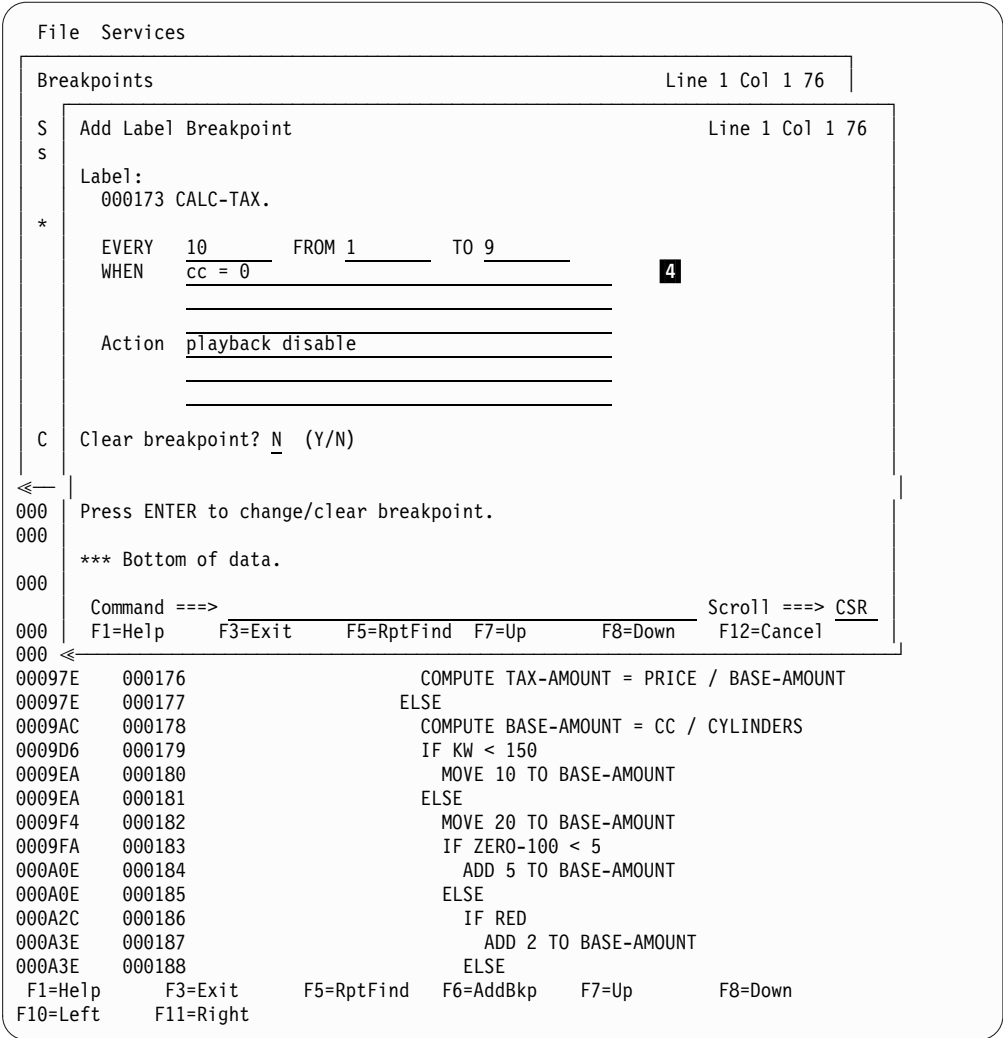 File Services
Breakpoints Line 1 Col 1 76
S Add Label Breakpoint Line 1 Col 1 76
s
Label:
000173 CALC-TAX.
*
EVERY 10 FROM 1 TO 9
WHEN cc = 0 4
Action playback disable
C Clear breakpoint? N (Y/N)
≪—
000 Press ENTER to change/clear breakpoint.
000
*** Bottom of data.
000
Command ===> Scroll ===> CSR
000 F1=Help F3=Exit F5=RptFind F7=Up F8=Down F12=Cancel
000 ≪
00097E 000176 COMPUTE TAX-AMOUNT = PRICE / BASE-AMOUNT
00097E 000177 ELSE
0009AC 000178 COMPUTE BASE-AMOUNT = CC / CYLINDERS
0009D6 000179 IF KW < 150
0009EA 000180 MOVE 10 TO BASE-AMOUNT
0009EA 000181 ELSE
0009F4 000182 MOVE 20 TO BASE-AMOUNT
0009FA 000183 IF ZERO-100 < 5
000A0E 000184 ADD 5 TO BASE-AMOUNT
000A0E 000185 ELSE
000A2C 000186 IF RED
000A3E 000187 ADD 2 TO BASE-AMOUNT
000A3E 000188 ELSE
F1=Help F3=Exit F5=RptFind F6=AddBkp F7=Up F8=Down
F10=Left F11=Right